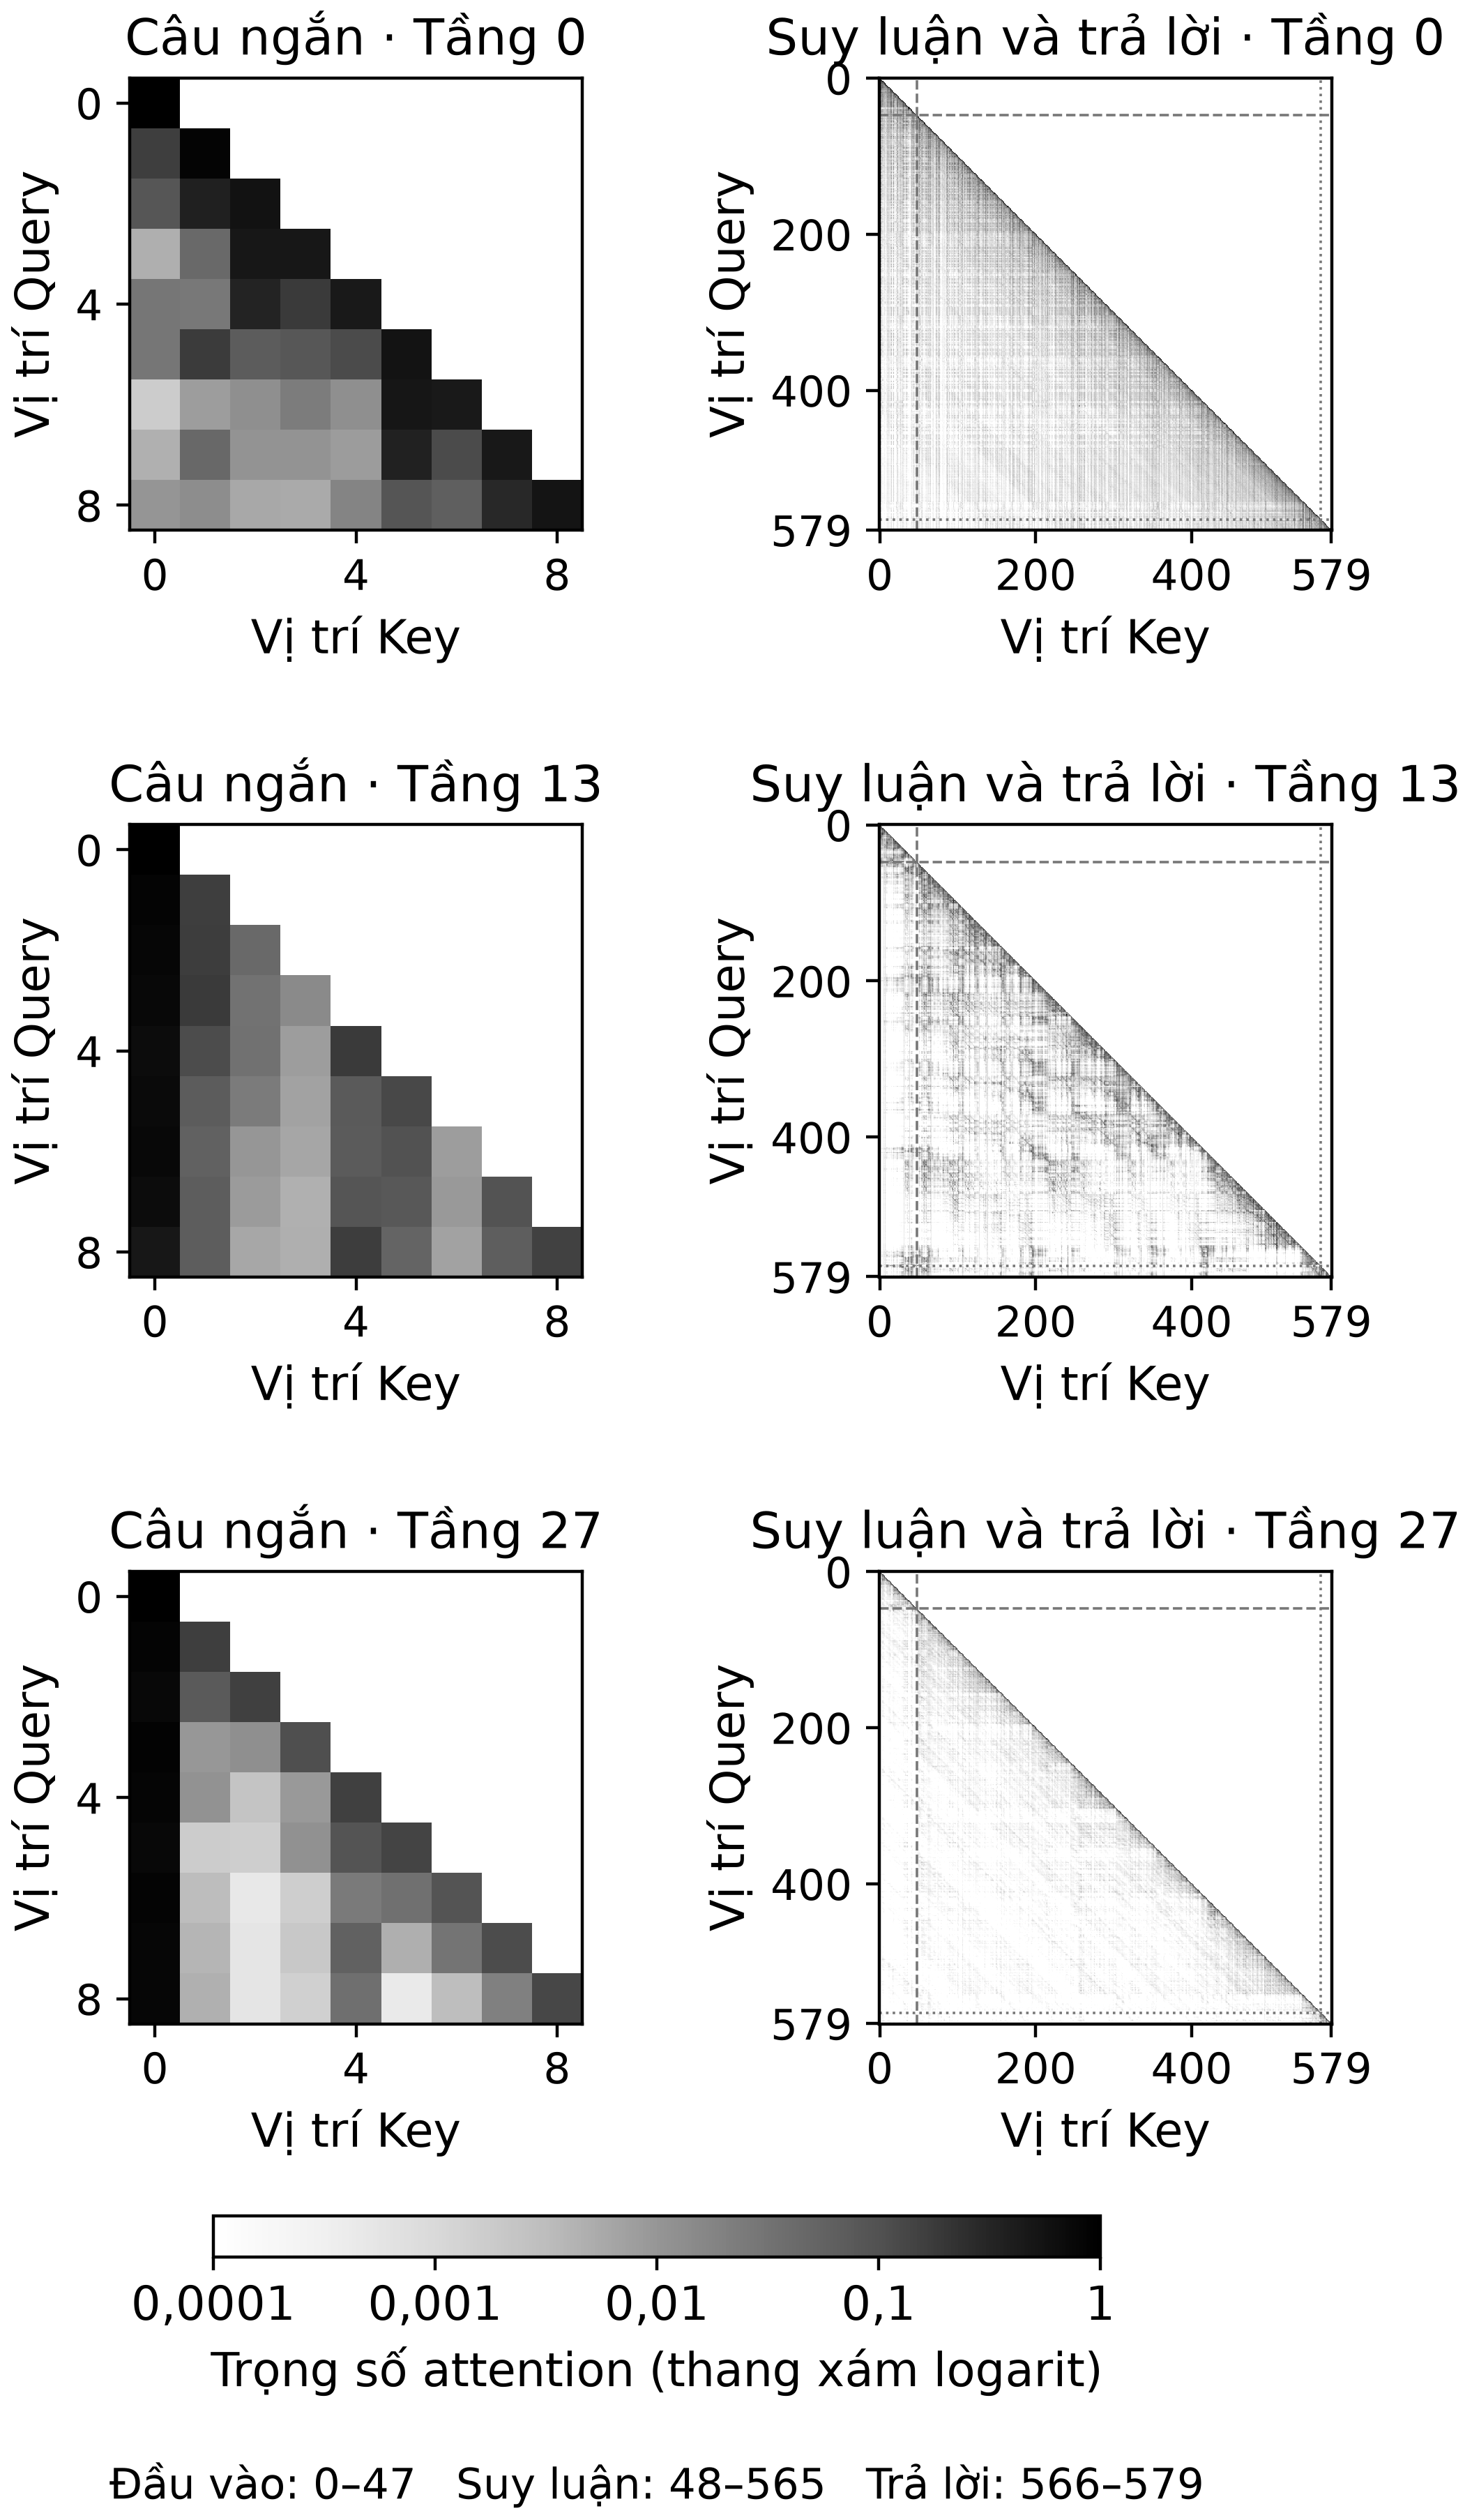 Câu ngắn · Tầng 0
Suy luận và trả lời · Tầng 0
Vị trí Query
0
4
8
0 4 8
Vị trí Key
Vị trí Query
0
200
400
579
0 200 400 579
Vị trí Key
Câu ngắn · Tầng 13
Suy luận và trả lời · Tầng 13
Vị trí Query
0
4
8
0 4 8
Vị trí Key
Vị trí Query
0
200
400
579
0 200 400 579
Vị trí Key
Câu ngắn · Tầng 27
Suy luận và trả lời · Tầng 27
Vị trí Query
0
4
8
0 4 8
Vị trí Key
Vị trí Query
0
200
400
579
0 200 400 579
Vị trí Key
0,0001 0,001 0,01 0,1 1
Trọng số attention (thang xám logarit)
Đầu vào: 0–47 Suy luận: 48–565 Trả lời: 566–579